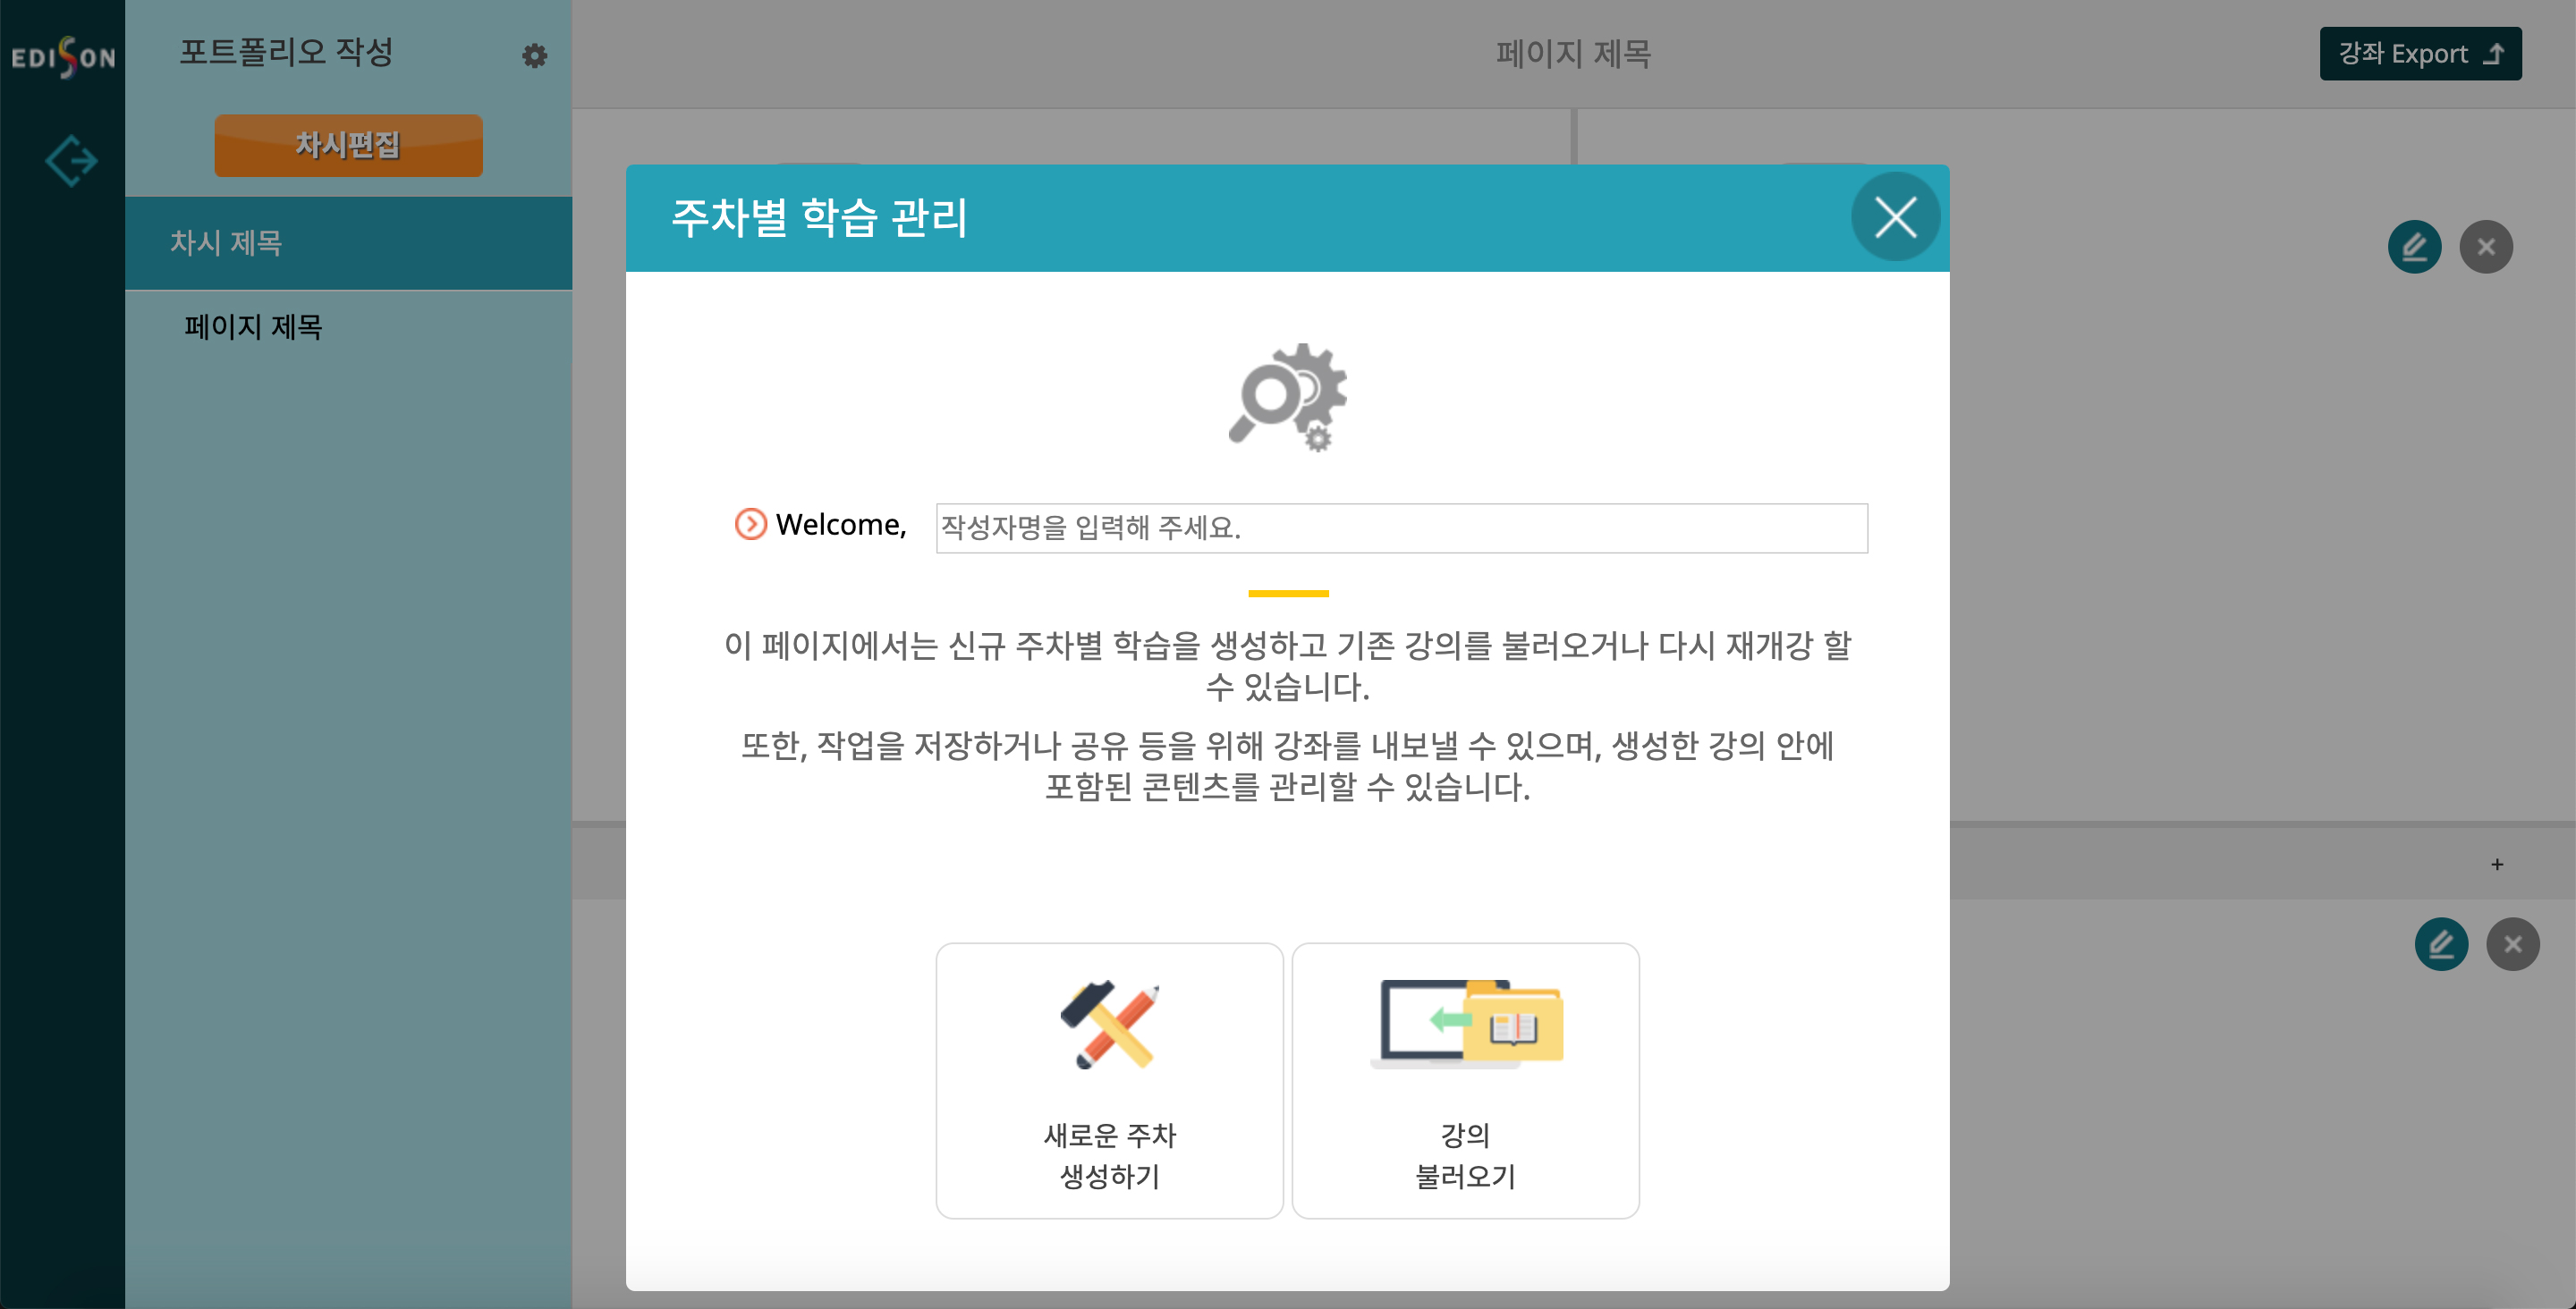 EDISON
포트폴리오 작성
차시편집
차시 제목
페이지 제목
페이지 제목
강좌 Export
주차별 학습 관리
Welcome,
작성자명을 입력해 주세요.
이 페이지에서는 신규 주차별 학습을 생성하고 기존 강의를 불러오거나 다시 재개강 할
수 있습니다.
또한, 작업을 저장하거나 공유 등을 위해 강좌를 내보낼 수 있으며, 생성한 강의 안에
포함된 콘텐츠를 관리할 수 있습니다.
새로운 주차
생성하기
강의
불러오기